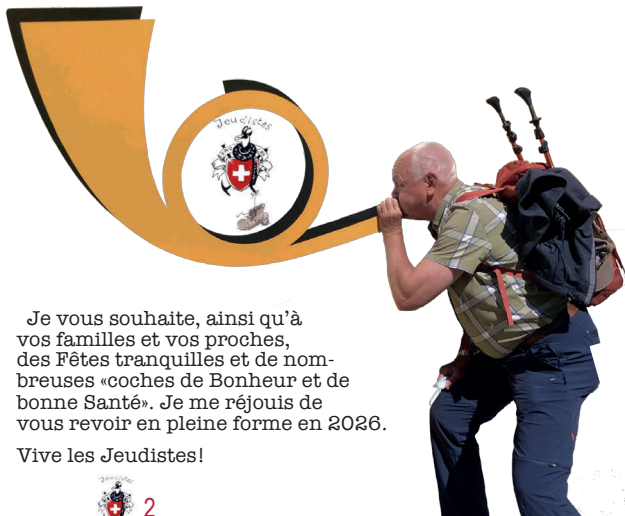 Jeudistes
Je vous souhaite, ainsi qu'à
vos familles et vos proches,
des Fêtes tranquilles et de nom-
breuses «coches de Bonheur et de
bonne Santé». Je me réjouis de
vous revoir en pleine forme en 2026.
Vive les Jeudistes!
Jeudistes
2